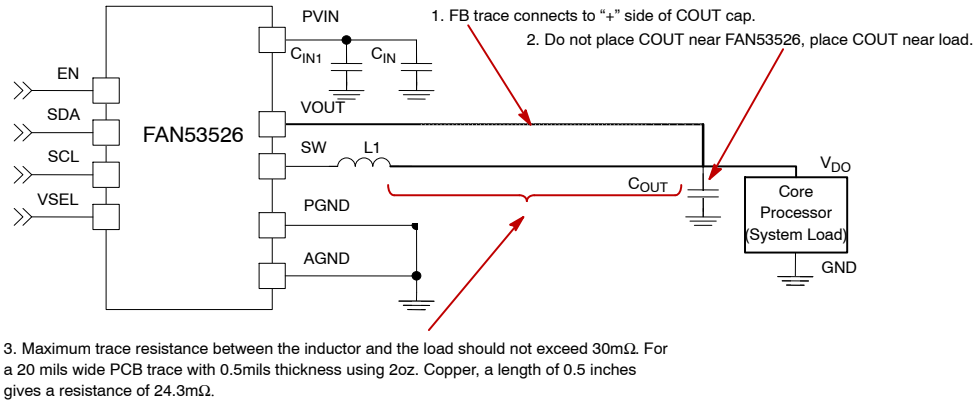 PVIN
1. FB trace connects to “+” side of COUT cap.
2. Do not place COUT near FAN53526, place COUT near load.
CIN1
CIN
EN
VOUT
SDA
FAN53526
SW
L1
SCL
VDO
COUT
VSEL
PGND
Core
Processor
(System Load)
AGND
GND
3. Maximum trace resistance between the inductor and the load should not exceed 30mΩ. For
a 20 mils wide PCB trace with 0.5mils thickness using 2oz. Copper, a length of 0.5 inches
gives a resistance of 24.3mΩ.